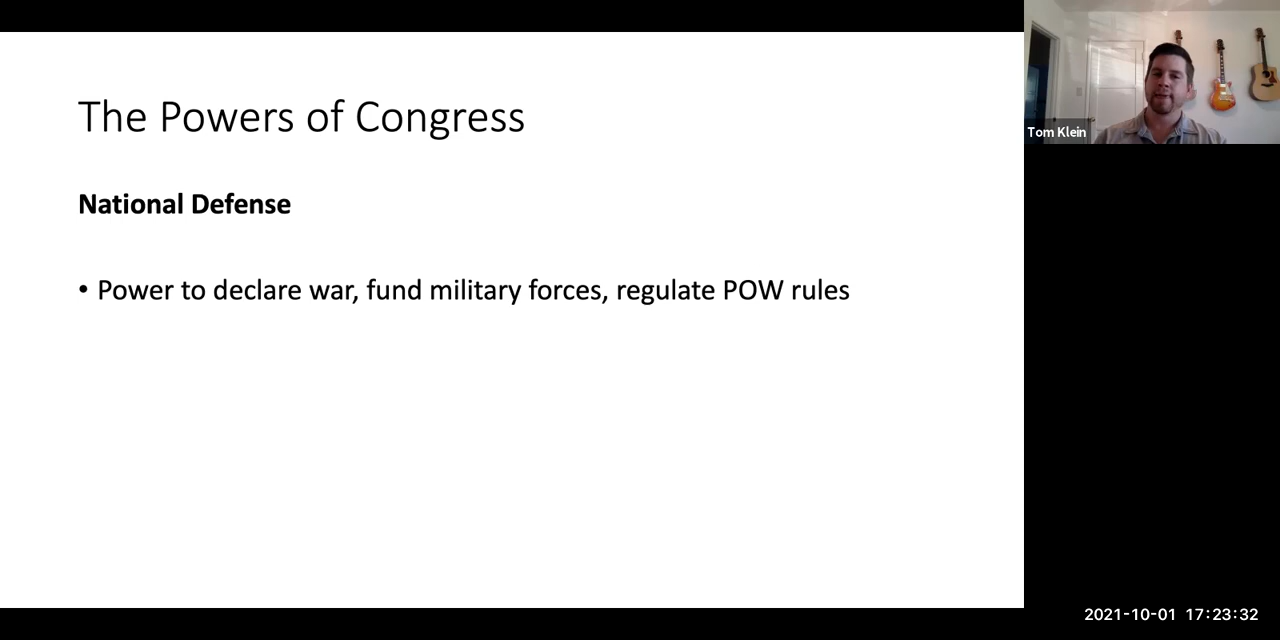 The Powers of Congress
National Defense
• Power to declare war, fund military forces, regulate POW rules
Tom Klein
2021-10-01 17:23:32